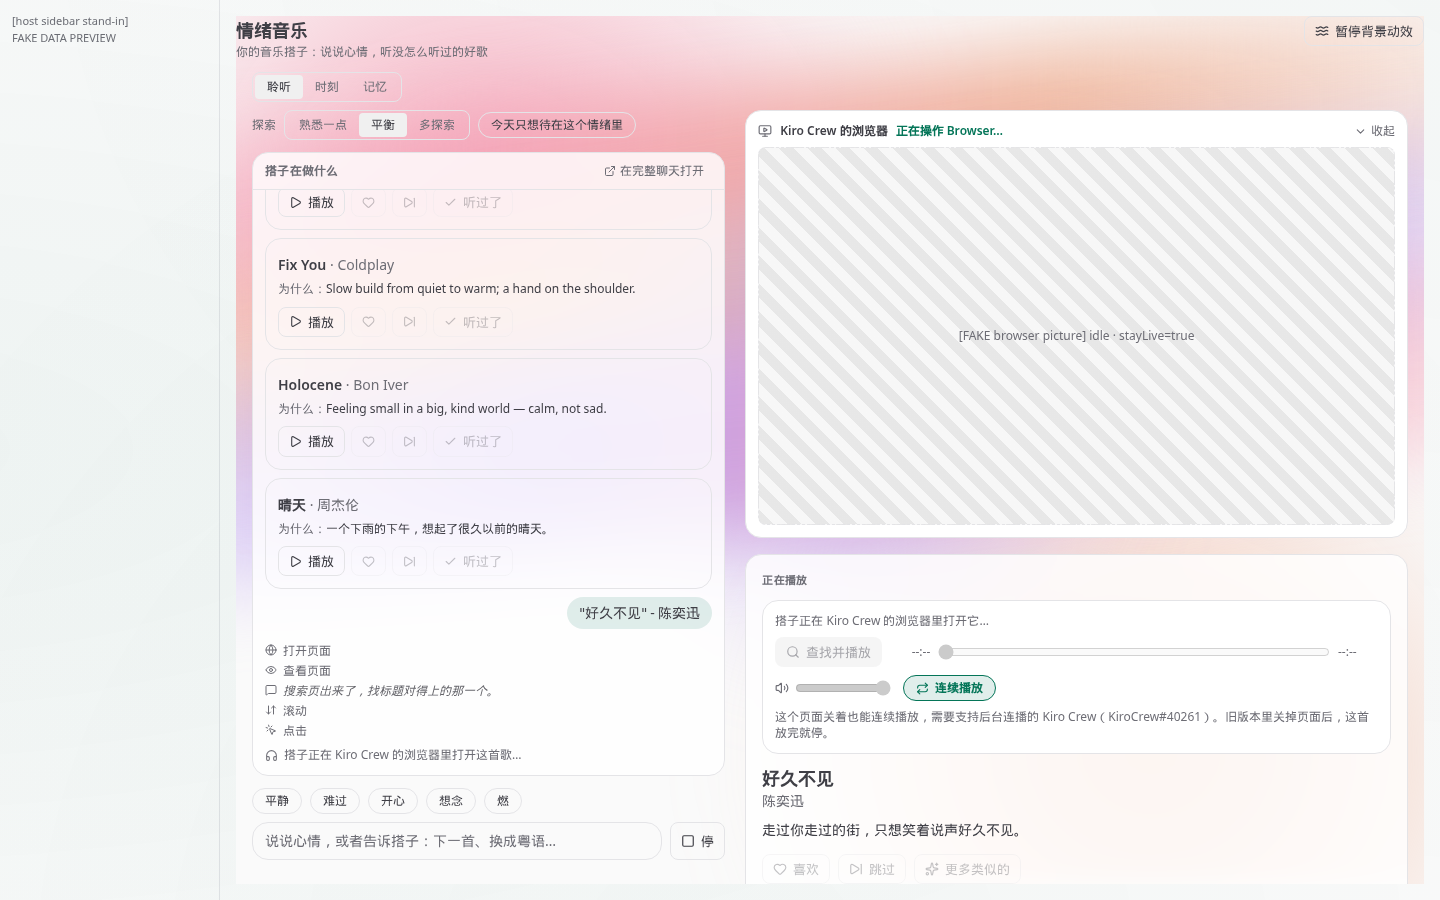 [host sidebar stand-in]
FAKE DATA PREVIEW
情绪音乐
你的音乐搭子：说说心情，听没怎么听过的好歌
暂停背景动效
聆听 时刻 记忆
探索 熟悉一点 平衡 多探索 今天只想待在这个情绪里
搭子在做什么 在完整聊天打开
播放 听过了
Fix You · Coldplay
为什么：Slow build from quiet to warm; a hand on the shoulder.
播放 听过了
Holocene · Bon Iver
为什么：Feeling small in a big, kind world — calm, not sad.
播放 听过了
晴天 · 周杰伦
为什么：一个下雨的下午，想起了很久以前的晴天。
播放 听过了
"好久不见" - 陈奕迅
打开页面
查看页面
搜索页出来了，找标题对得上的那一个。
滚动
点击
搭子正在 Kiro Crew 的浏览器里打开这首歌…
平静 难过 开心 想念 燃
说说心情，或者告诉搭子：下一首、换成粤语…
停
Kiro Crew 的浏览器 正在操作 Browser... 收起
[FAKE browser picture] idle · stayLive=true
正在播放
搭子正在 Kiro Crew 的浏览器里打开它…
查找并播放 --:-- --:--
连续播放
这个页面关着也能连续播放，需要支持后台连播的 Kiro Crew（KiroCrew#40261）。旧版本里关掉页面后，这首
放完就停。
好久不见
陈奕迅
走过你走过的街，只想笑着说声好久不见。
喜欢 跳过 更多类似的